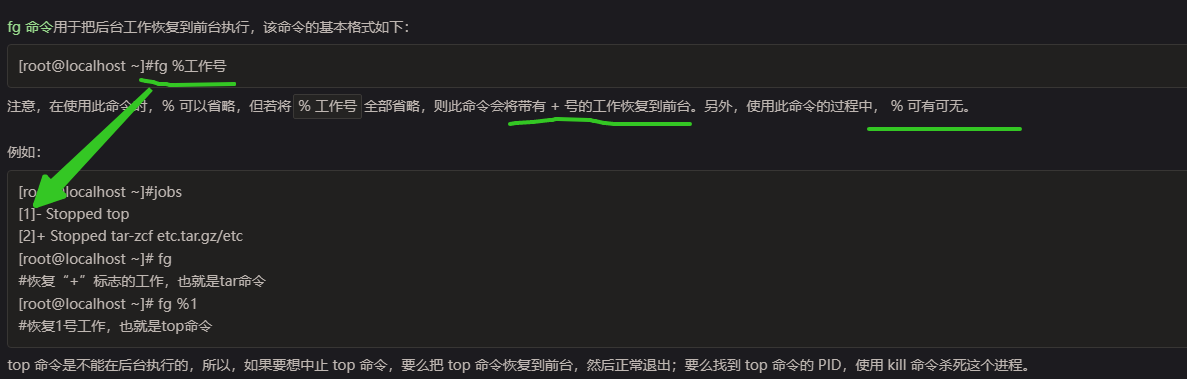 fg 命令用于把后台工作恢复到前台执行，该命令的基本格式如下：
[root@localhost ~]#fg %工作号
注意，在使用此命令时，% 可以省略，但若将 % 工作号 全部省略，则此命令会将带有 + 号的工作恢复到前台。另外，使用此命令的过程中， % 可有可无。
例如：
[root@localhost ~]#jobs
[1]- Stopped top
[2]+ Stopped tar-zcf etc.tar.gz/etc
[root@localhost ~]# fg
#恢复“+”标志的工作，也就是tar命令
[root@localhost ~]# fg %1
#恢复1号工作，也就是top命令
top 命令是不能在后台执行的，所以，如果要想中止 top 命令，要么把 top 命令恢复到前台，然后正常退出；要么找到 top 命令的 PID，使用 kill 命令杀死这个进程。